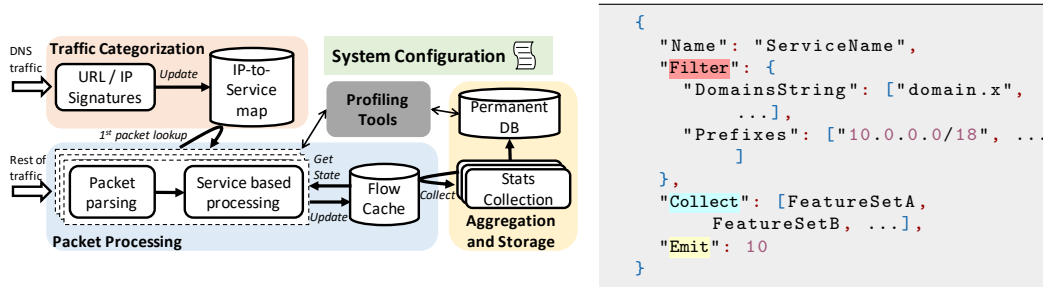 Traffic Categorization
DNS
traffic
URL / IP
Signatures
Update
IP-to-
Service
map
System Configuration
1st packet lookup
Profiling
Tools
Permanent
DB
Rest of
traffic
Packet
parsing
Service based
processing
Get
State
Update
Flow
Cache
Collect
Stats
Collection
Packet Processing
Aggregation
and Storage
{
"Name": "ServiceName",
"Filter": {
"DomainsString": ["domain.x",
...],
"Prefixes": ["10.0.0.0/18", ...
]
},
"Collect": [FeatureSetA,
FeatureSetB, ...],
"Emit": 10
}